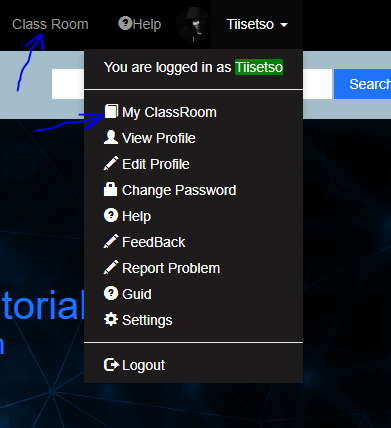 Class Room Help Tiisetso
You are logged in as Tiisetso
Search
My ClassRoom
View Profile
Edit Profile
Change Password
Help
FeedBack
Report Problem
Guid
Settings
Logout
torial